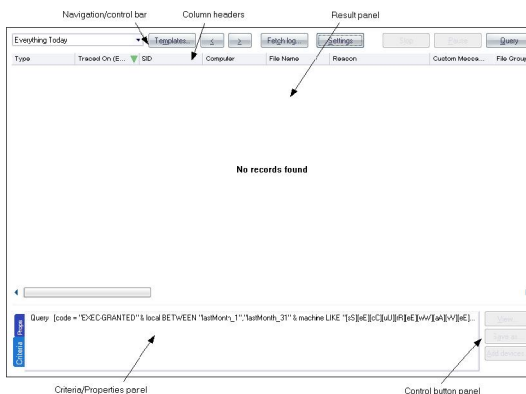 Navigation/control bar
Column headers
Result panel
Everything Today
Templates...
<
>
Fetch log...
Settings
Stop
Query
Type
Traced On (E...
SID
Computer
File Name
Reason
Custom Messa...
File Group
No records found
Props
Criteria
Query [code = "EXEC-GRANTED" & local BETWEEN "lastMonth_1","lastMonth_31" & machine LIKE "[sS][eE][cC][uU][rR][eE][wW][aA][vV][eE]...
Criteria/Properties panel
Control button panel